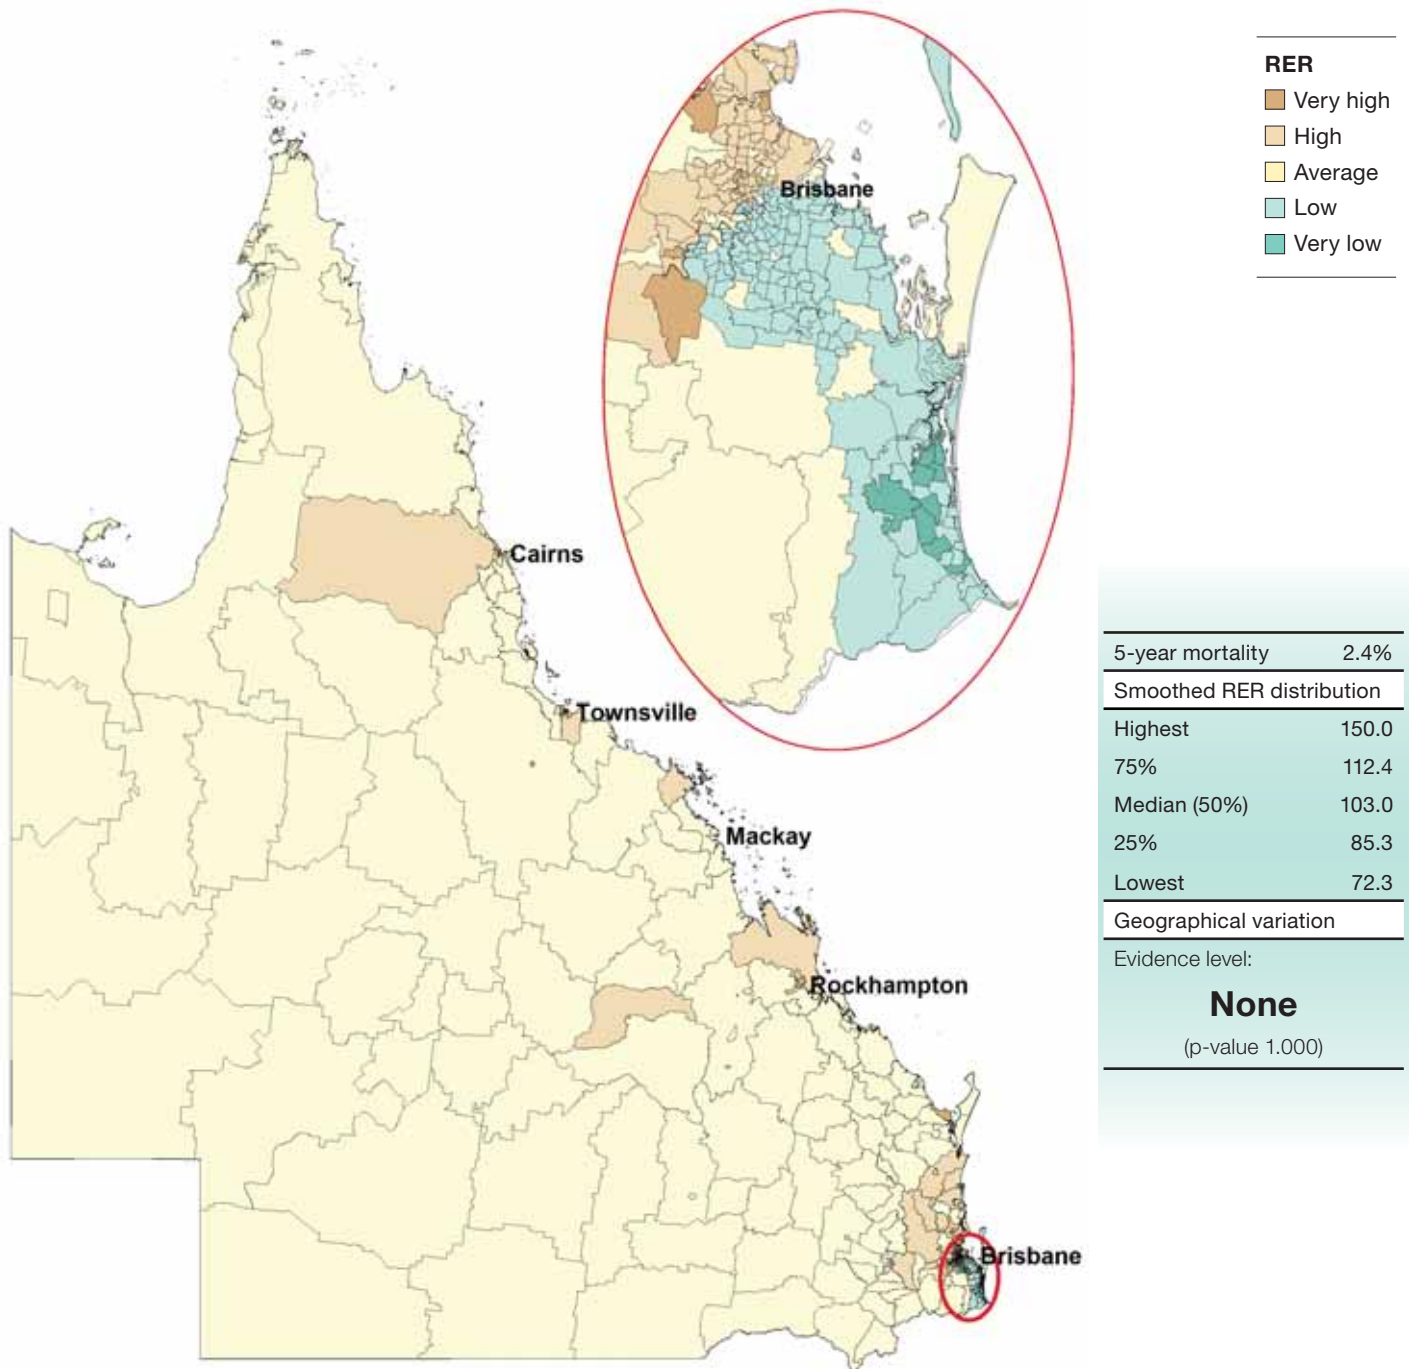 RER
Very high
High
Average
Low
Very low
Brisbane
Cairns
Townsville
Mackay
Rockhampton
Brisbane
5-year mortality 2.4%
Smoothed RER distribution
Highest 150.0
75% 112.4
Median (50%) 103.0
25% 85.3
Lowest 72.3
Geographical variation
Evidence level:
None
(p-value 1.000)